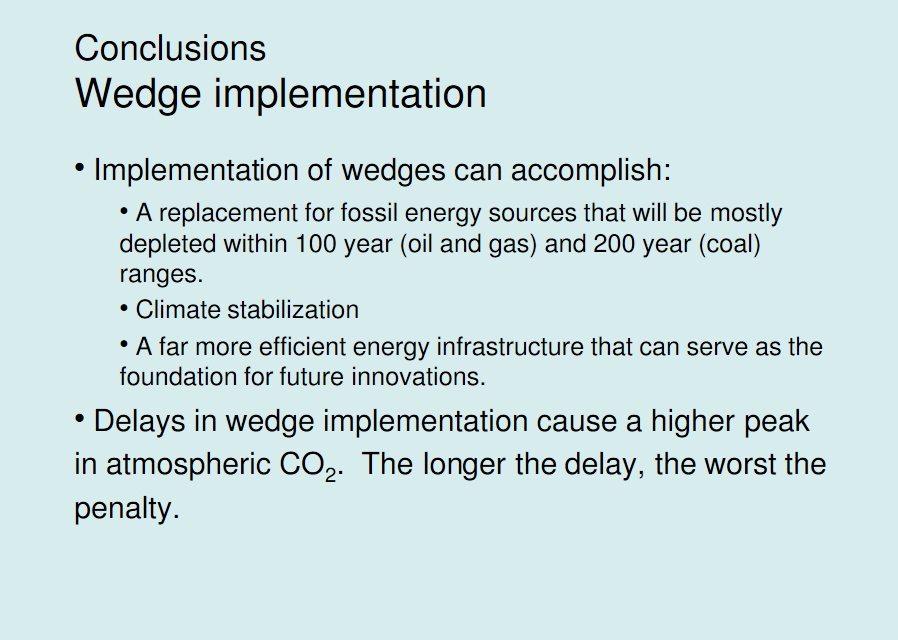 Conclusions
Wedge implementation
• Implementation of wedges can accomplish:
• A replacement for fossil energy sources that will be mostly
depleted within 100 year (oil and gas) and 200 year (coal)
ranges.
• Climate stabilization
• A far more efficient energy infrastructure that can serve as the
foundation for future innovations.
• Delays in wedge implementation cause a higher peak
in atmospheric CO₂. The longer the delay, the worst the
penalty.